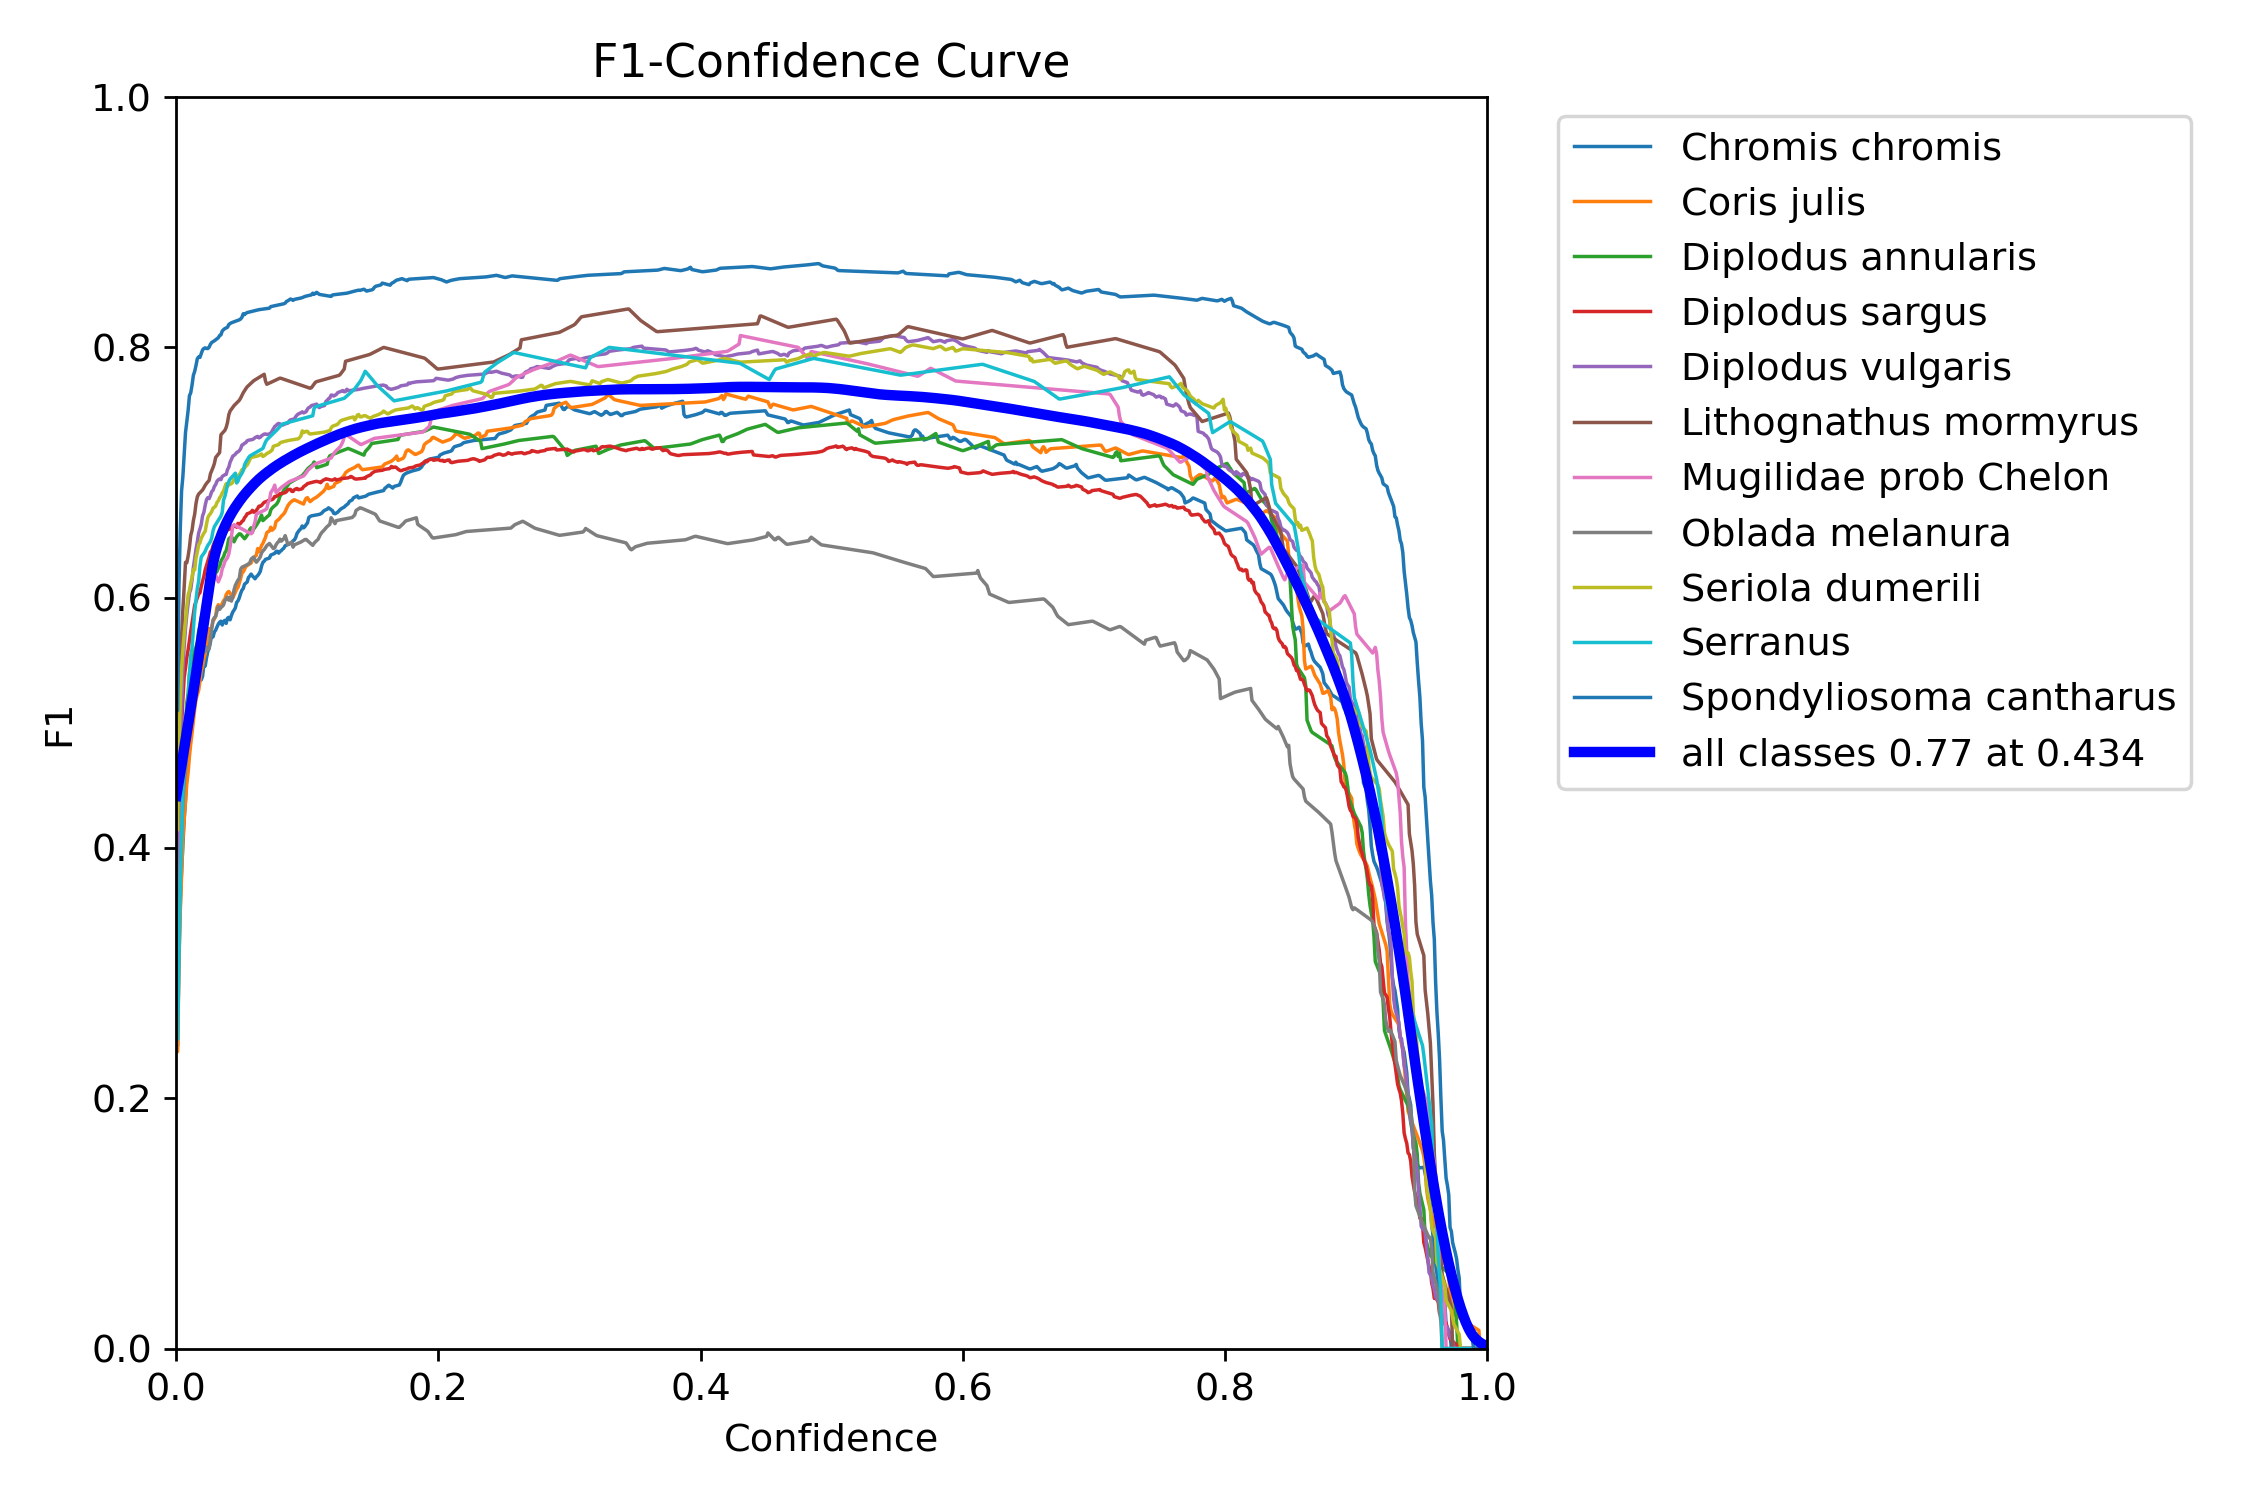 F1-Confidence Curve
1.0
0.8
0.6
0.4
0.2
0.0
F1
0.0 0.2 0.4 0.6 0.8 1.0
Confidence
Chromis chromis
Coris julis
Diplodus annularis
Diplodus sargus
Diplodus vulgaris
Lithognathus mormyrus
Mugilidae prob Chelon
Oblada melanura
Seriola dumerili
Serranus
Spondyliosoma cantharus
all classes 0.77 at 0.434